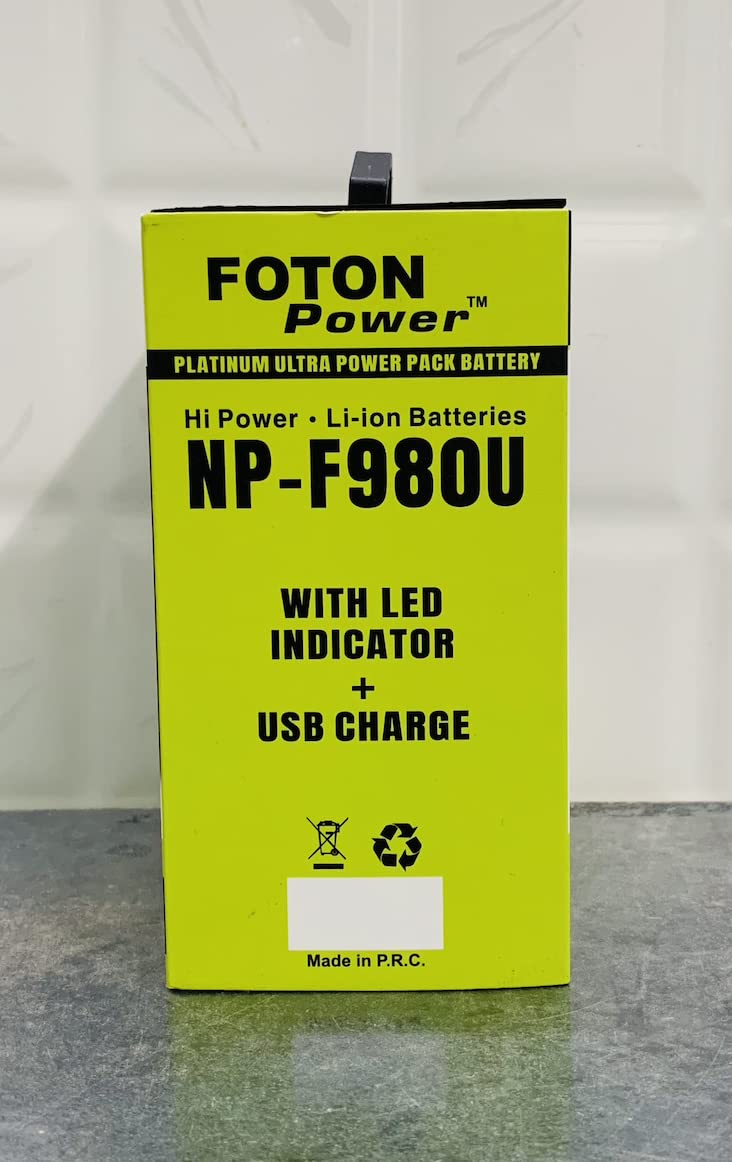 FOTON
Power™
PLATINUM ULTRA POWER PACK BATTERY
Hi Power • Li-ion Batteries
NP-F980U
WITH LED
INDICATOR
+
USB CHARGE
Made in P.R.C.